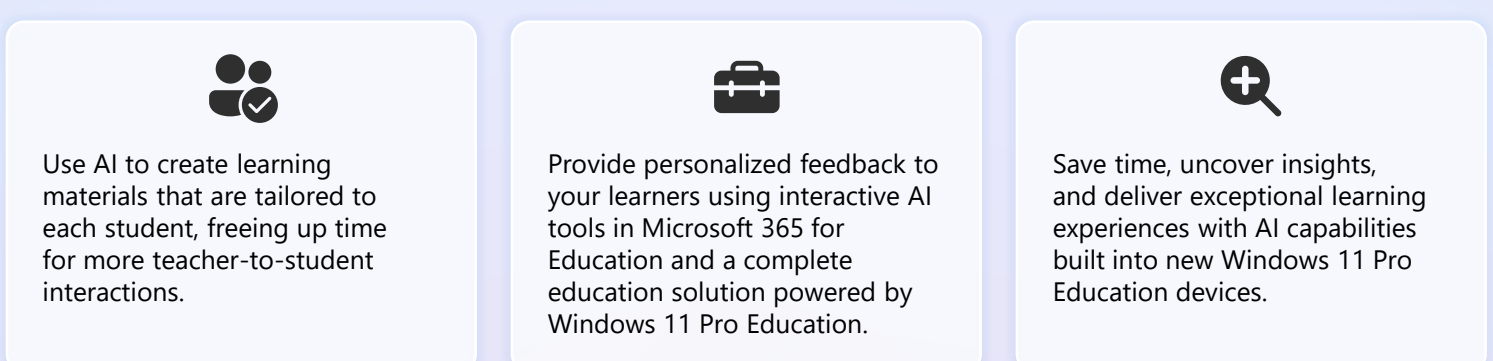 Use AI to create learning
materials that are tailored to
each student, freeing up time
for more teacher-to-student
interactions.
Provide personalized feedback to
your learners using interactive AI
tools in Microsoft 365 for
Education and a complete
education solution powered by
Windows 11 Pro Education.
Save time, uncover insights,
and deliver exceptional learning
experiences with AI capabilities
built into new Windows 11 Pro
Education devices.